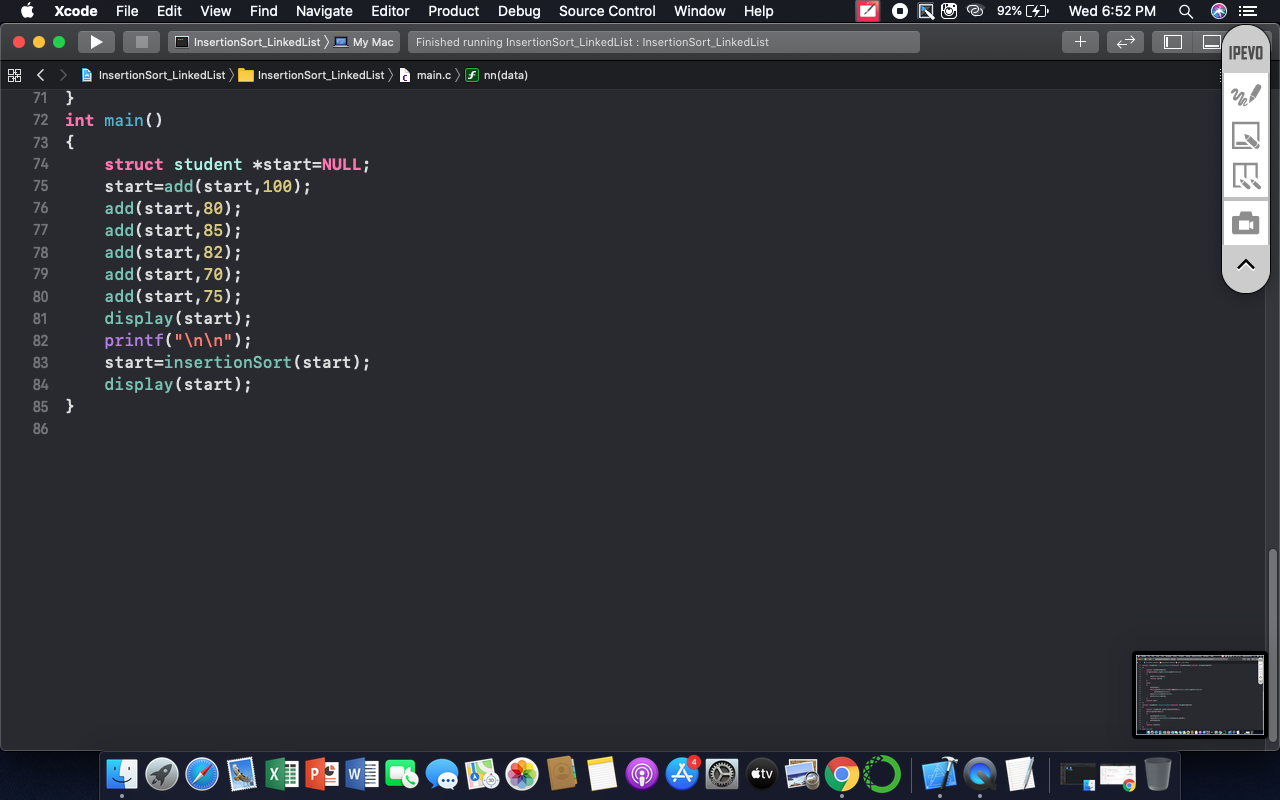 Xcode File Edit View Find Navigate Editor Product Debug Source Control Window Help 92% Wed 6:52 PM
InsertionSort_LinkedList 〉 My Mac Finished running InsertionSort_LinkedList : InsertionSort_LinkedList
IPEVO
InsertionSort_LinkedList 〉 InsertionSort_LinkedList 〉 main.c 〉 nn(data)
71 }
72 int main()
73 {
74 struct student *start=NULL;
75 start=add(start,100);
76 add(start,80);
77 add(start,85);
78 add(start,82);
79 add(start,70);
80 add(start,75);
81 display(start);
82 printf("\n\n");
83 start=insertionSort(start);
84 display(start);
85 }
86
4
tv